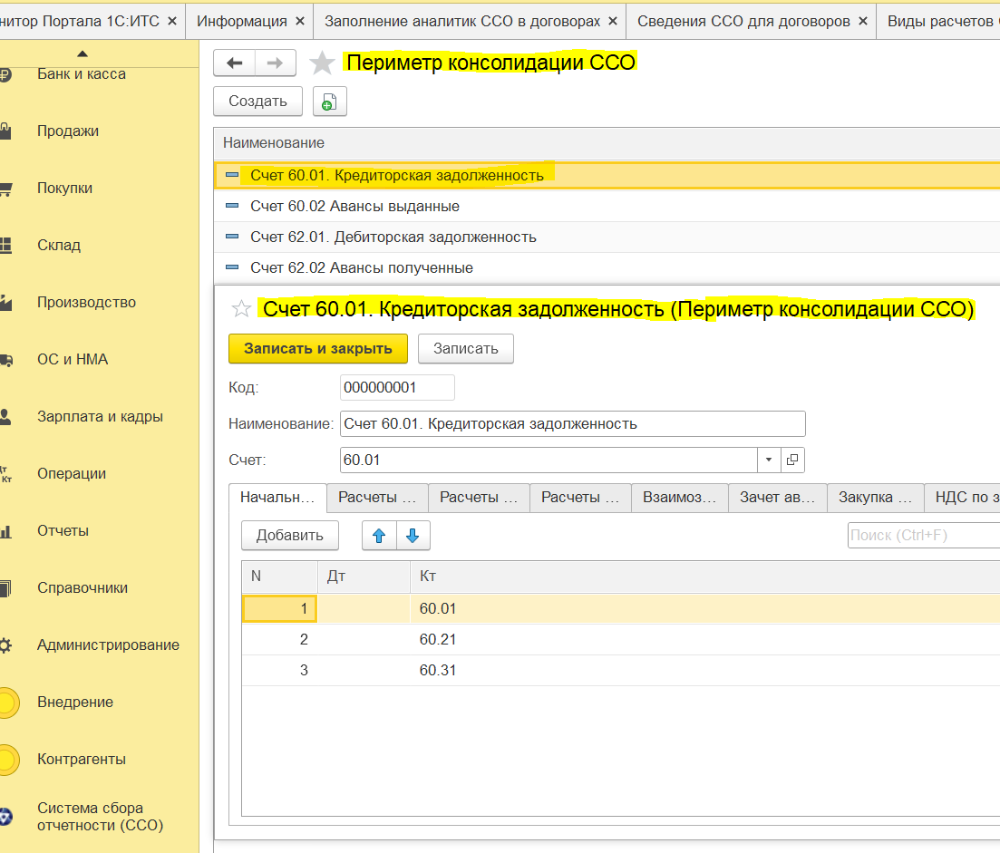 нитор Портала 1С:ИТС × Информация × Заполнение аналитик ССО в договорах × Сведения ССО для договоров × Виды расчетов
Банк и касса
Продажи
Покупки
Склад
Производство
ОС и НМА
Зарплата и кадры
Операции
Отчеты
Справочники
Администрирование
Внедрение
Контрагенты
Система сбора
отчетности (ССО)
Периметр консолидации ССО
Создать
Наименование
Счет 60.01. Кредиторская задолженность
Счет 60.02 Авансы выданные
Счет 62.01. Дебиторская задолженность
Счет 62.02 Авансы полученные
Счет 60.01. Кредиторская задолженность (Периметр консолидации ССО)
Записать и закрыть Записать
Код: 000000001
Наименование: Счет 60.01. Кредиторская задолженность
Счет: 60.01
Начальн... Расчеты ... Расчеты ... Расчеты ... Взаимоз... Зачет ав... Закупка ... НДС по з
Добавить Поиск (Ctrl+F)
N Дт Кт
1 60.01
2 60.21
3 60.31